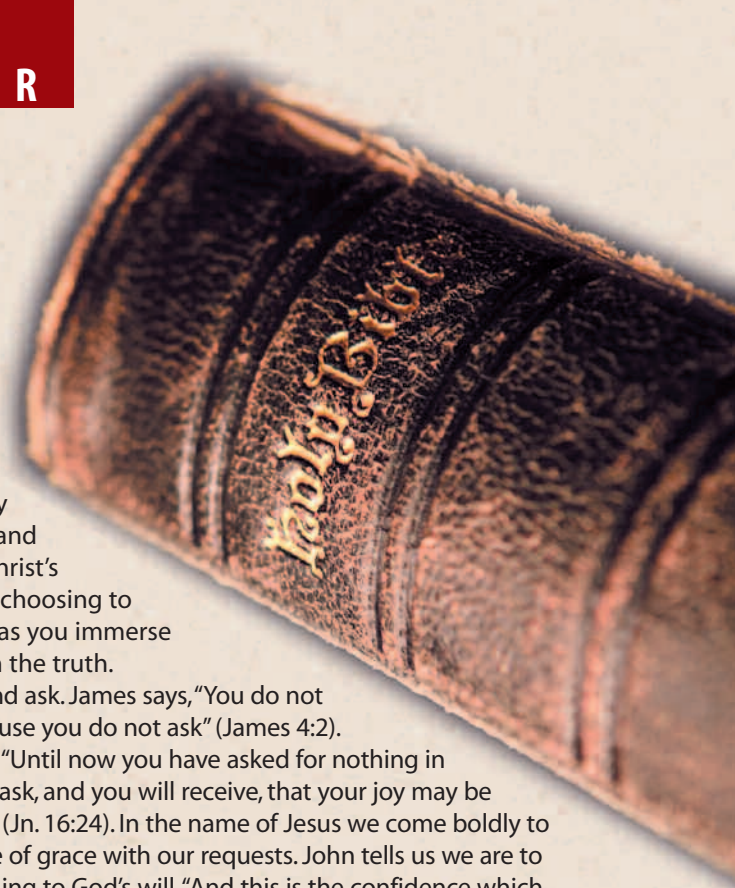 R
Holy Bible
y
and
hrist's
choosing to
as you immerse
n the truth.
nd ask. James says, “You do not
use you do not ask” (James 4:2).
“Until now you have asked for nothing in
ask, and you will receive, that your joy may be
(Jn. 16:24). In the name of Jesus we come boldly to
e of grace with our requests. John tells us we are to
ing to God's will. “And this is the confidence which